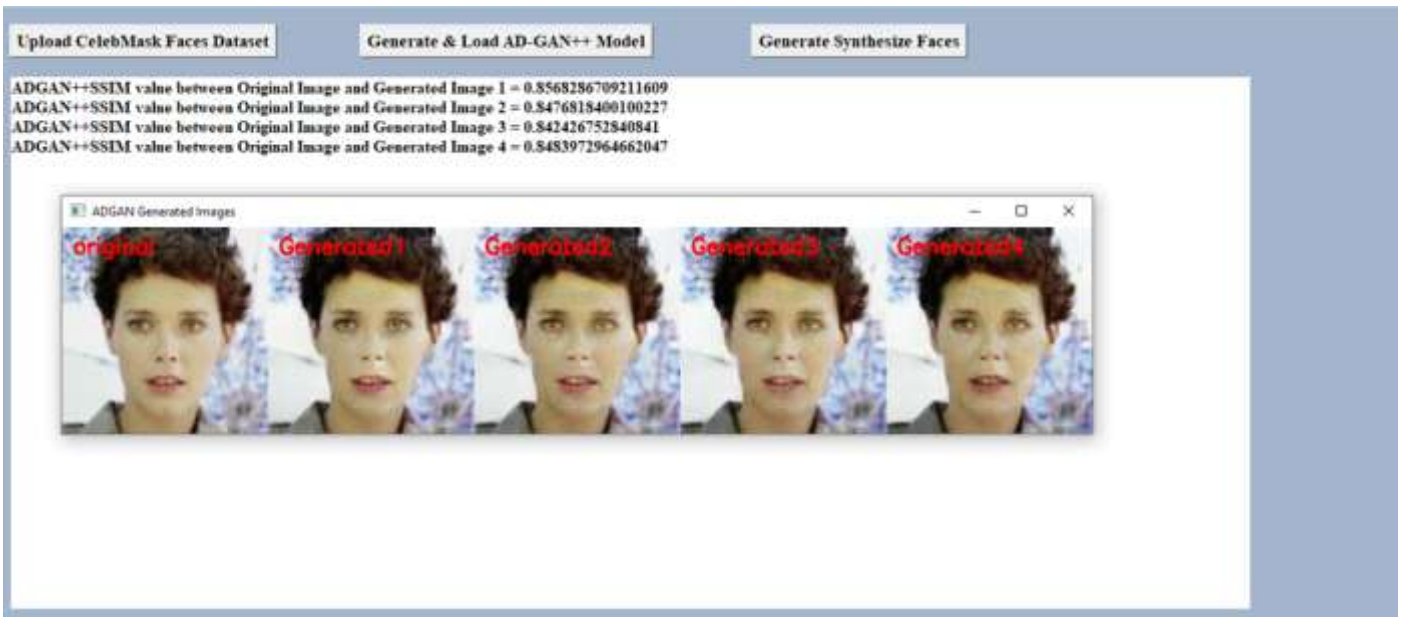 Upload CelebMask Faces Dataset Generate & Load AD-GAN++ Model Generate Synthesize Faces
ADGAN++SSIM value between Original Image and Generated Image 1 = 0.8568286709211609
ADGAN++SSIM value between Original Image and Generated Image 2 = 0.8476818400100227
ADGAN++SSIM value between Original Image and Generated Image 3 = 0.842426752840841
ADGAN++SSIM value between Original Image and Generated Image 4 = 0.8483972964662047
ADGAN Generated Images
original Generated1 Generated2 Generated3 Generated4